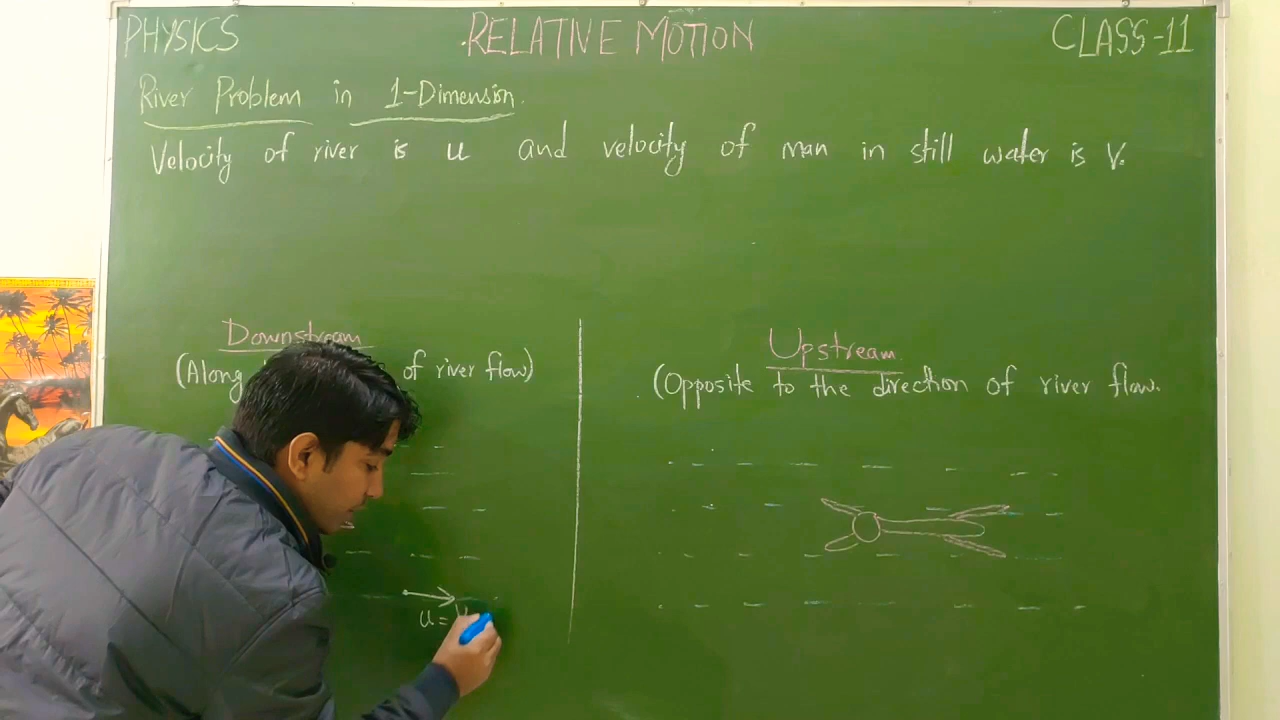 PHYSICS
RELATIVE MOTION
CLASS-11
River Problem in 1-Dimension.
Velocity of river is u and velocity of man in still water is V.
Downstream
(Along of river flow)
Upstream
(Opposite to the direction of river flow.
u =